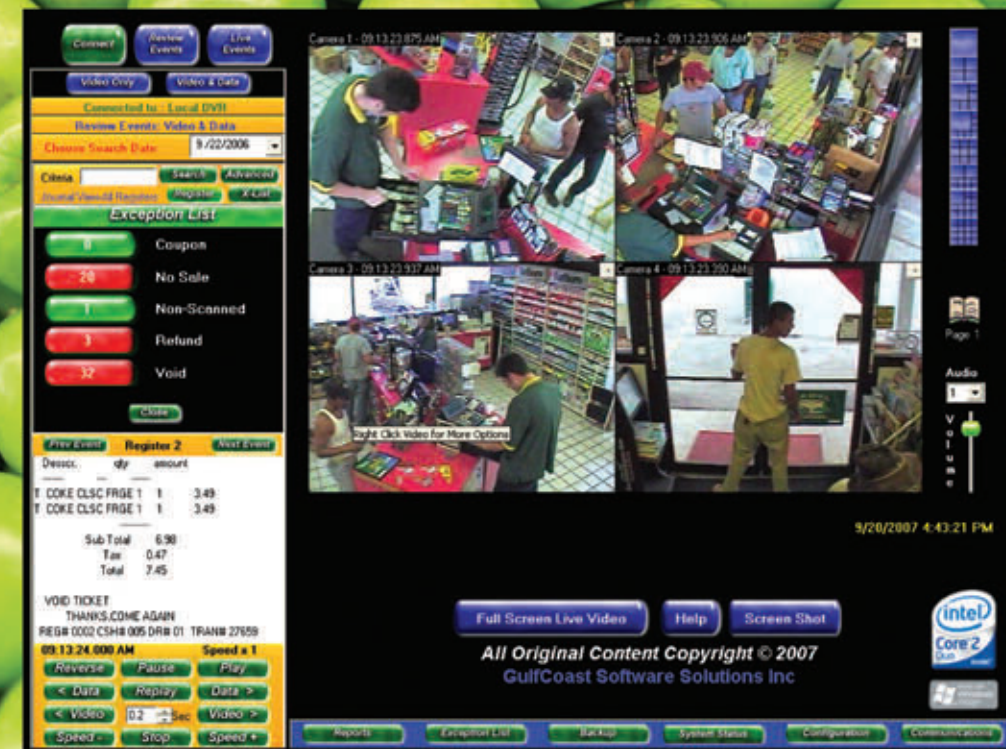 Connect
Review Events
Live Events
Video Only
Video & Data
Connected to : Local DVR
Review Events: Video & Data
Choose Search Date
9 /22/2006
Criteria
Search
Advanced
Journal View-All Registers
Register
X-List
Exception List
0 Coupon
20 No Sale
1 Non-Scanned
3 Refund
32 Void
Close
Prev Event
Register 2
Next Event
Descr. qty amount
T COKE CLSC FRGE 1 1 3.49
T COKE CLSC FRGE 1 1 3.49
Sub Total 6.98
Tax 0.47
Total 7.45
VOID TICKET
THANKS,COME AGAIN
REG# 0002 CSH# 005 DR# 01 TRAN# 27659
09:13:24.000 AM Speed x 1
Reverse
Pause
Play
< Data
Replay
Data >
< Video
0.2 Sec
Video >
Speed -
Stop
Speed +
Camera 1 - 09:13:23.875 AM
Camera 2 - 09:13:23.906 AM
Camera 3 - 09:13:23.937 AM
Camera 4 - 09:13:23.390 AM
Right Click Video for More Options
Page 1
Audio
1
Volume
9/20/2007 4:43:21 PM
Full Screen Live Video
Help
Screen Shot
All Original Content Copyright © 2007
GulfCoast Software Solutions Inc
intel
Core 2
Duo
Reports
Exception List
Backup
System Status
Configuration
Communications